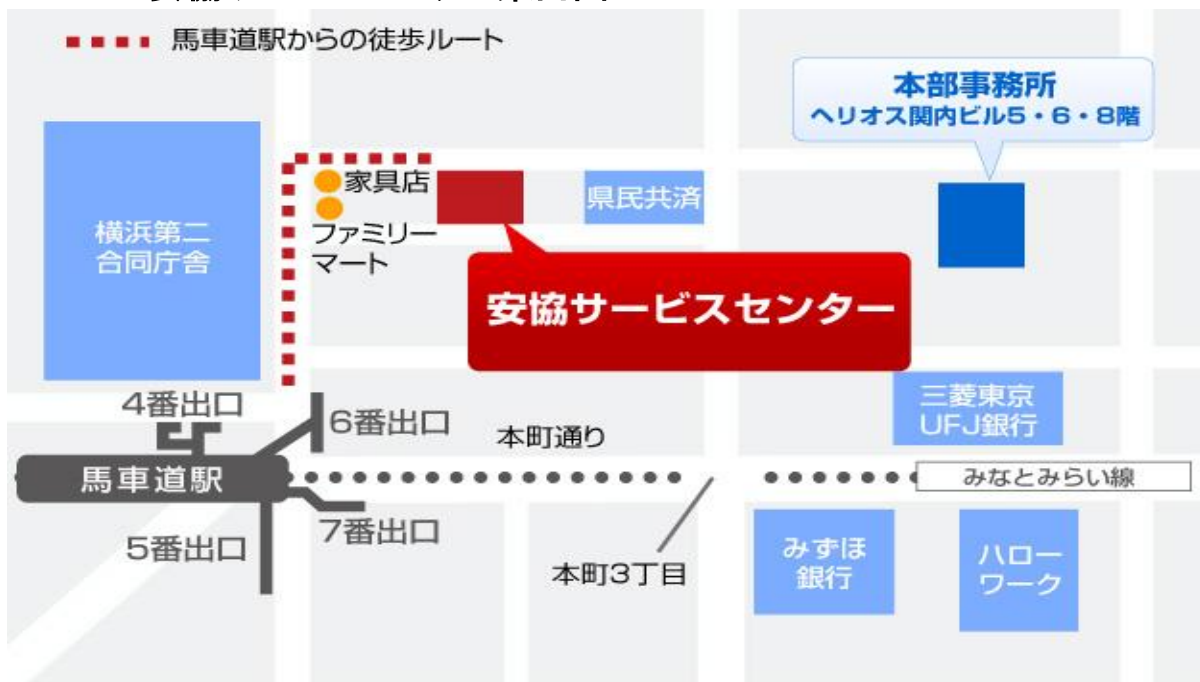 馬車道駅からの徒歩ルート
本部事務所
ヘリオス関内ビル5・6・8階
家具店
県民共済
横浜第二
合同庁舎
ファミリー
マート
安協サービスセンター
4番出口
6番出口
三菱東京
UFJ銀行
本町通り
馬車道駅
みなとみらい線
7番出口
5番出口
みずほ
銀行
ハロー
ワーク
本町3丁目